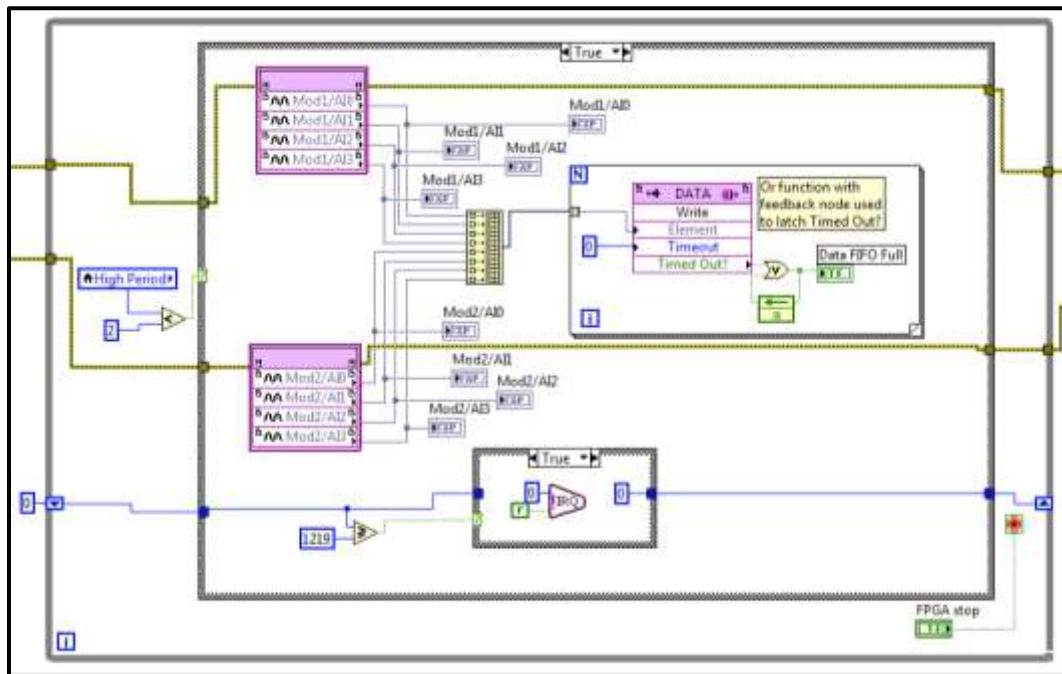 True
Mod1/AI0
Mod1/AI1
Mod1/AI2
Mod1/AI3
Mod1/AI0
Mod1/AI1
Mod1/AI2
Mod1/AI3
N
DATA
Write
Element
Timeout
Timed Out?
0
Or function with
feedback node used
to latch Timed Out?
Data FIFO Full
TF
i
High Period
2
Mod2/AI0
Mod2/AI1
Mod2/AI2
Mod2/AI3
Mod2/AI0
Mod2/AI1
Mod2/AI2
Mod2/AI3
True
0
F
IRQ
0
0
1219
FPGA stop
TF
i